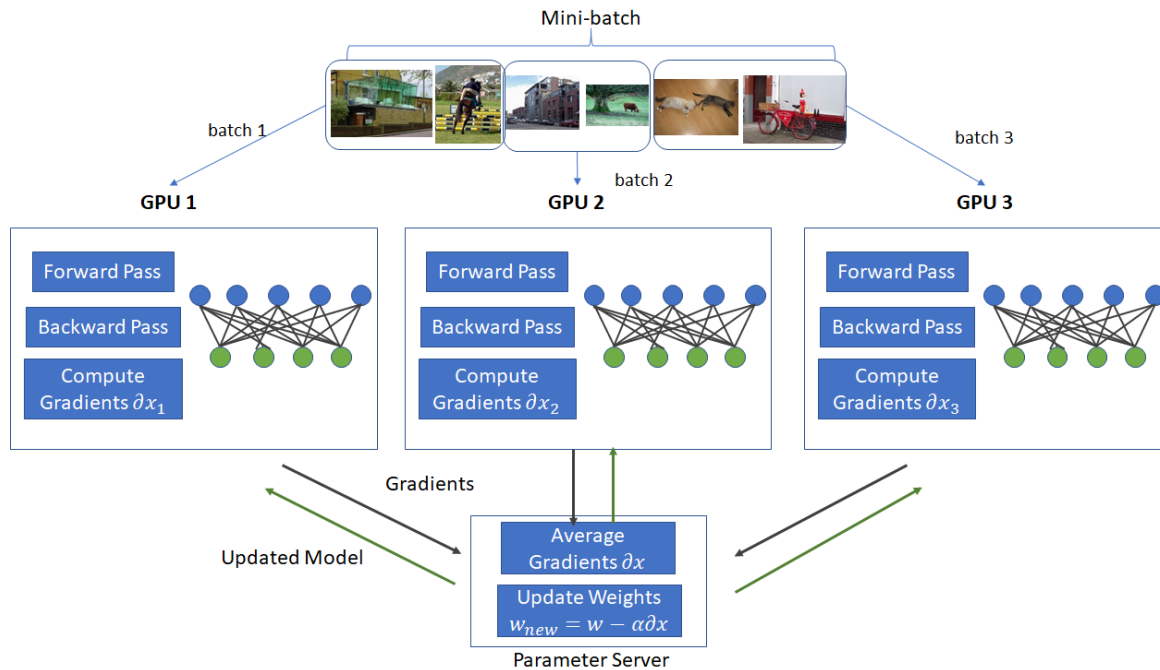 Mini-batch
batch 1
batch 2
batch 3
GPU 1
GPU 2
GPU 3
Forward Pass
Backward Pass
Compute
Gradients ∂x₁
Forward Pass
Backward Pass
Compute
Gradients ∂x₂
Forward Pass
Backward Pass
Compute
Gradients ∂x₃
Gradients
Updated Model
Average
Gradients ∂x
Update Weights
w_new = w − α∂x
Parameter Server